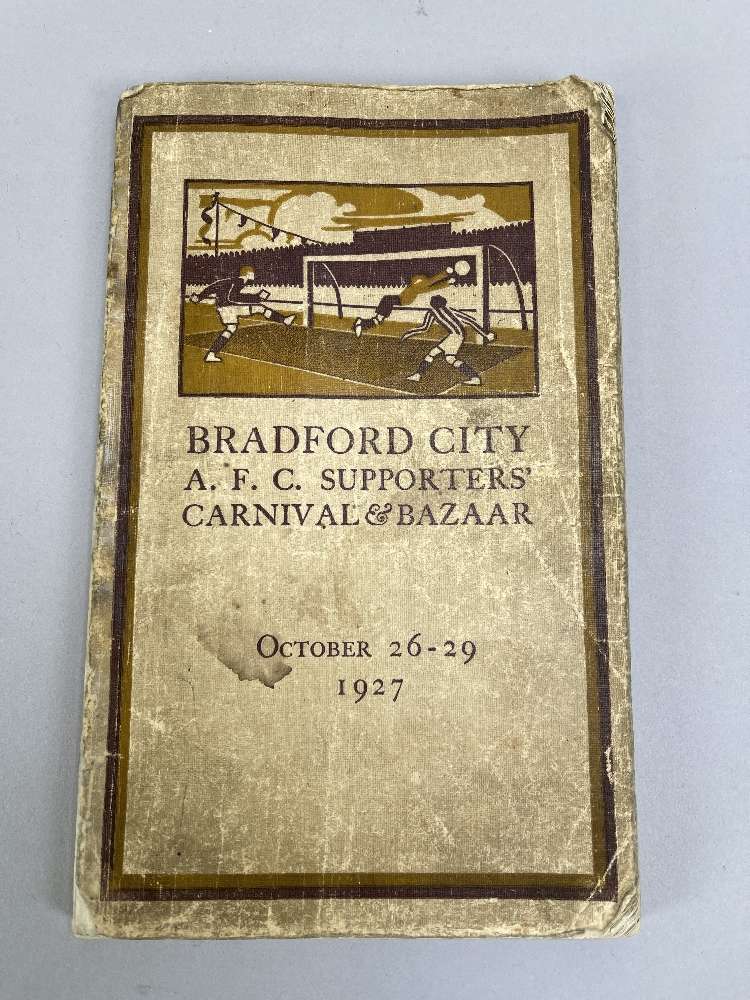 BRADFORD CITY
A. F. C. SUPPORTERS'
CARNIVAL & BAZAAR
OCTOBER 26-29
1927